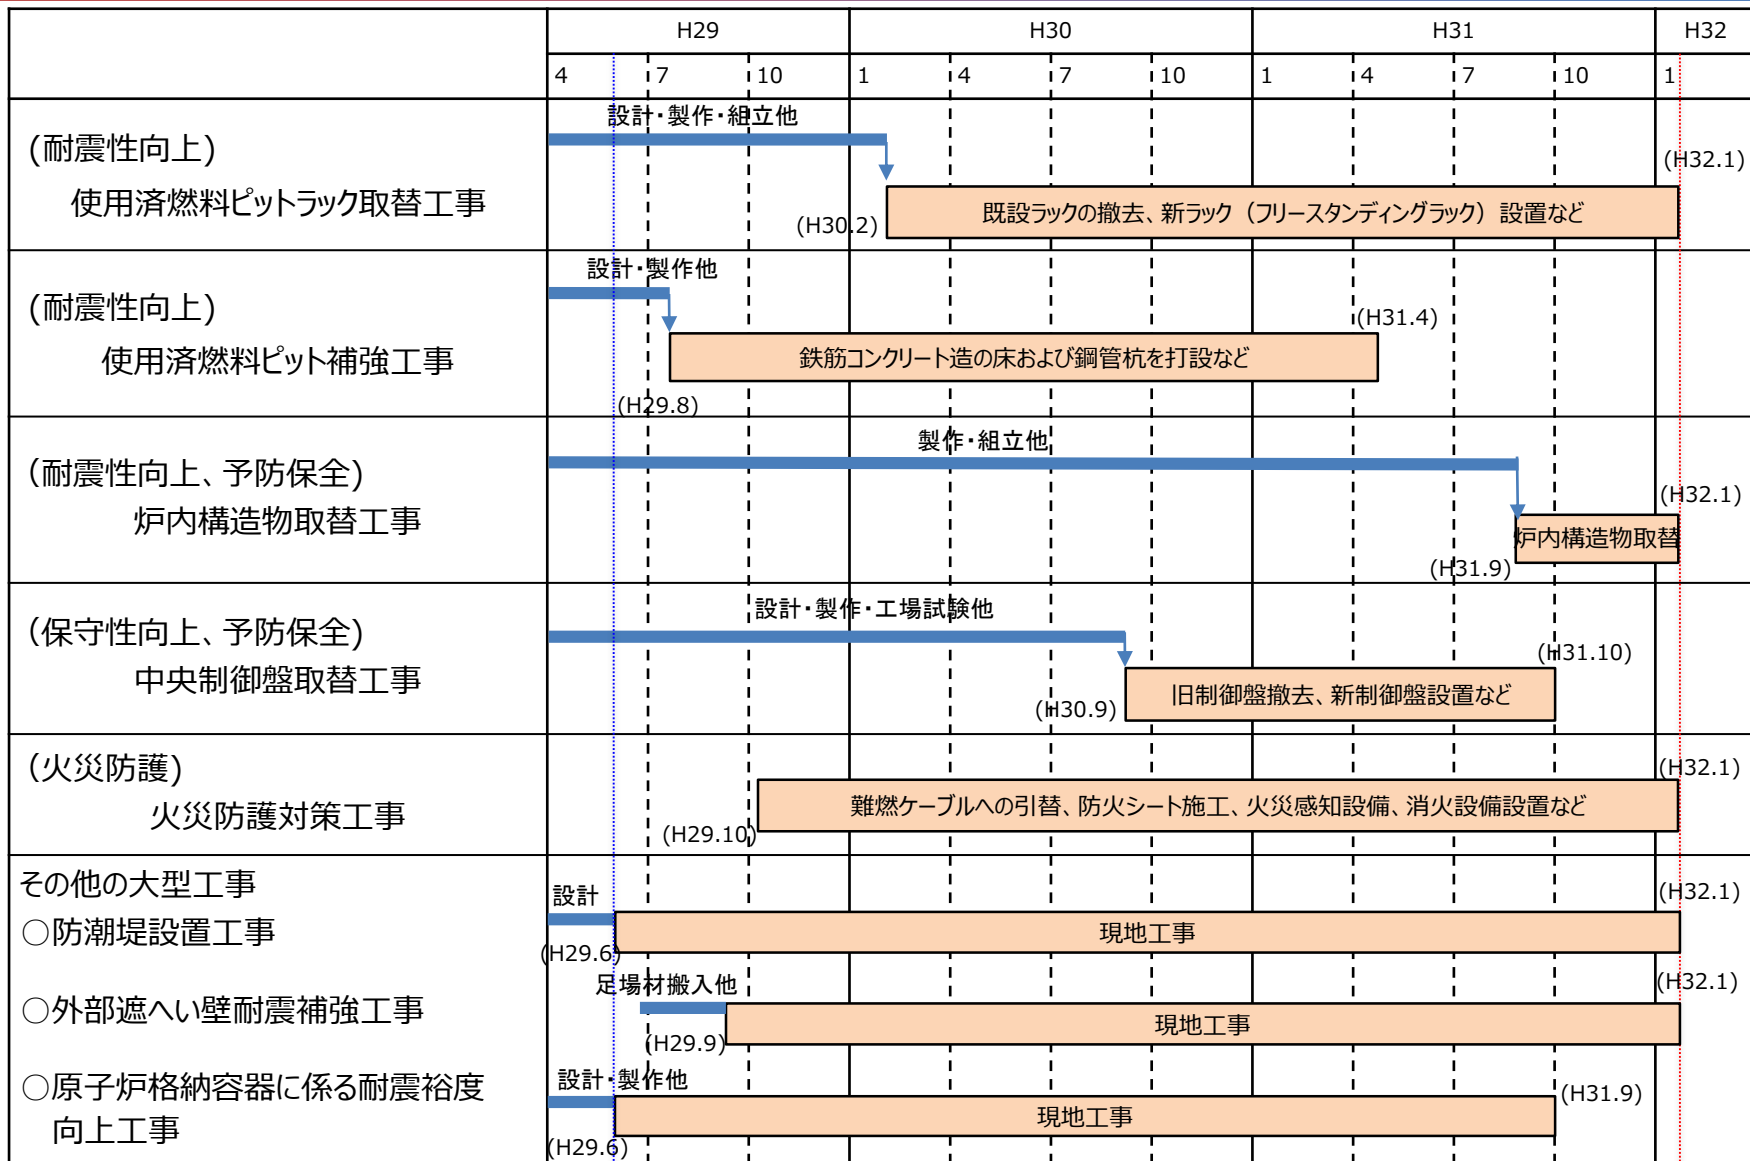 H29 H30 H31 H32
4 7 10 1 4 7 10 1 4 7 10 1
設計・製作・組立他
(耐震性向上)
(H32.1)
使用済燃料ピットラック取替工事
既設ラックの撤去、新ラック（フリースタンディングラック）設置など
(H30.2)
設計・製作他
(耐震性向上)
(H31.4)
使用済燃料ピット補強工事
鉄筋コンクリート造の床および鋼管杭を打設など
(H29.8)
製作・組立他
(耐震性向上、予防保全)
(H32.1)
炉内構造物取替工事
炉内構造物取替
(H31.9)
設計・製作・工場試験他
(保守性向上、予防保全)
(H31.10)
中央制御盤取替工事
旧制御盤撤去、新制御盤設置など
(H30.9)
(火災防護)
(H32.1)
火災防護対策工事
難燃ケーブルへの引替、防火シート施工、火災感知設備、消火設備設置など
(H29.10)
その他の大型工事
設計
(H32.1)
○防潮堤設置工事
現地工事
(H29.6)
足場材搬入他
(H32.1)
○外部遮へい壁耐震補強工事
現地工事
(H29.9)
設計・製作他
○原子炉格納容器に係る耐震裕度
(H31.9)
向上工事
現地工事
(H29.6)